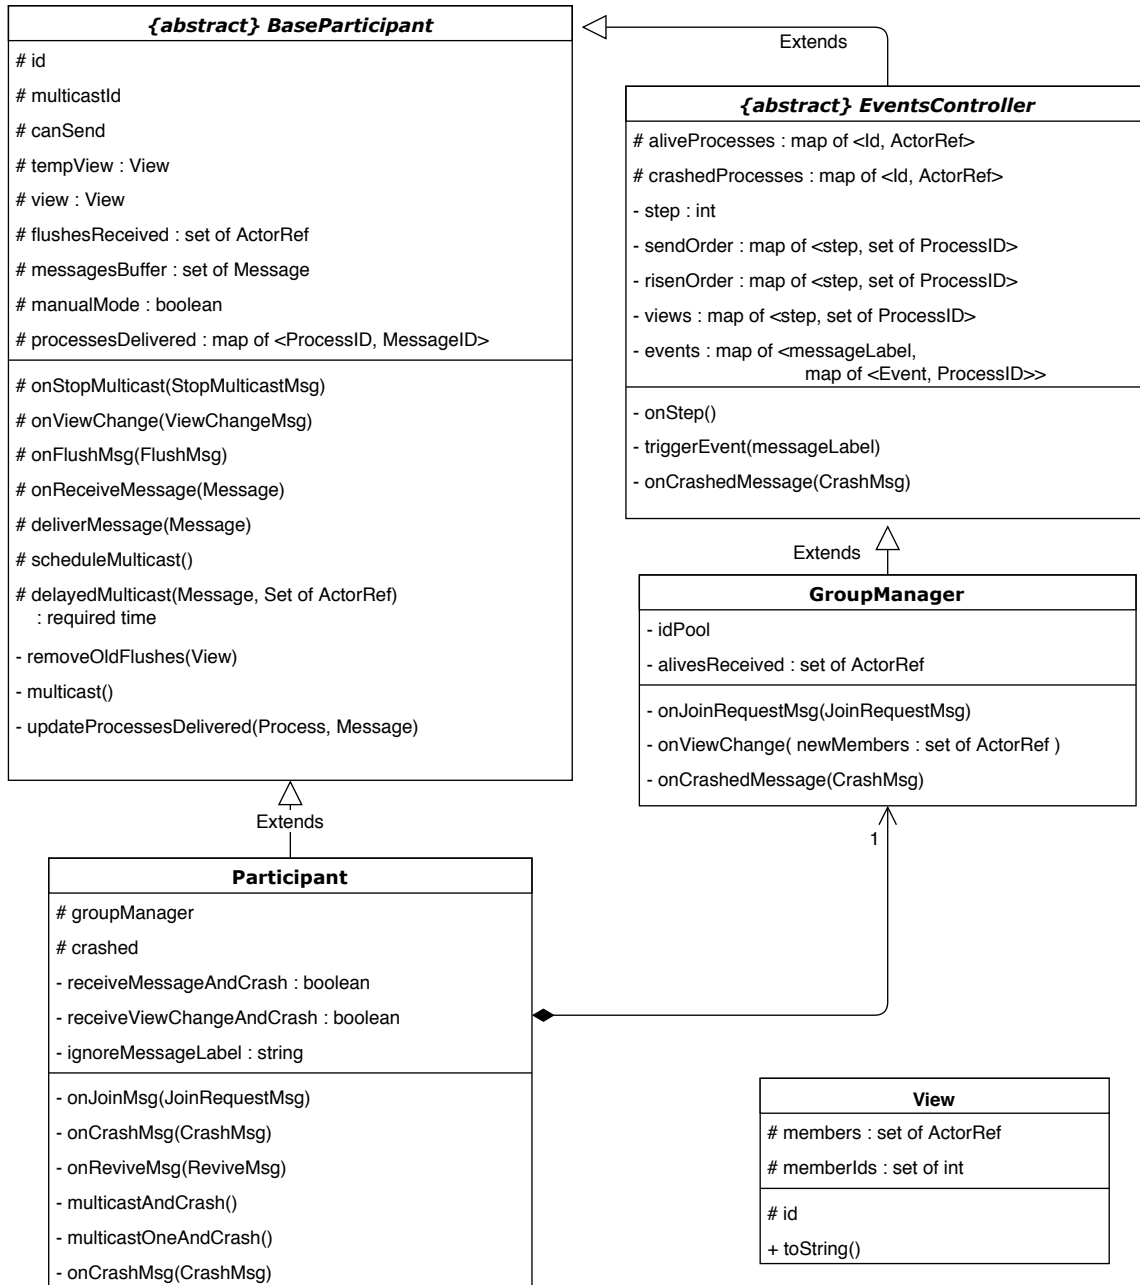 {abstract} BaseParticipant
# id
# multicastId
# canSend
# tempView : View
# view : View
# flushesReceived : set of ActorRef
# messagesBuffer : set of Message
# manualMode : boolean
# processesDelivered : map of <ProcessID, MessageID>
# onStopMulticast(StopMulticastMsg)
# onViewChange(ViewChangeMsg)
# onFlushMsg(FlushMsg)
# onReceiveMessage(Message)
# deliverMessage(Message)
# scheduleMulticast()
# delayedMulticast(Message, Set of ActorRef)
: required time
- removeOldFlushes(View)
- multicast()
- updateProcessesDelivered(Process, Message)
Extends
{abstract} EventsController
# aliveProcesses : map of <Id, ActorRef>
# crashedProcesses : map of <Id, ActorRef>
- step : int
- sendOrder : map of <step, set of ProcessID>
- risenOrder : map of <step, set of ProcessID>
- views : map of <step, set of ProcessID>
- events : map of <messageLabel,
map of <Event, ProcessID>>
- onStep()
- triggerEvent(messageLabel)
- onCrashedMessage(CrashMsg)
Extends
GroupManager
- idPool
- alivesReceived : set of ActorRef
- onJoinRequestMsg(JoinRequestMsg)
- onViewChange( newMembers : set of ActorRef )
- onCrashedMessage(CrashMsg)
1
Extends
Participant
# groupManager
# crashed
- receiveMessageAndCrash : boolean
- receiveViewChangeAndCrash : boolean
- ignoreMessageLabel : string
- onJoinMsg(JoinRequestMsg)
- onCrashMsg(CrashMsg)
- onReviveMsg(ReviveMsg)
- multicastAndCrash()
- multicastOneAndCrash()
- onCrashMsg(CrashMsg)
View
# members : set of ActorRef
# memberIds : set of int
# id
+ toString()